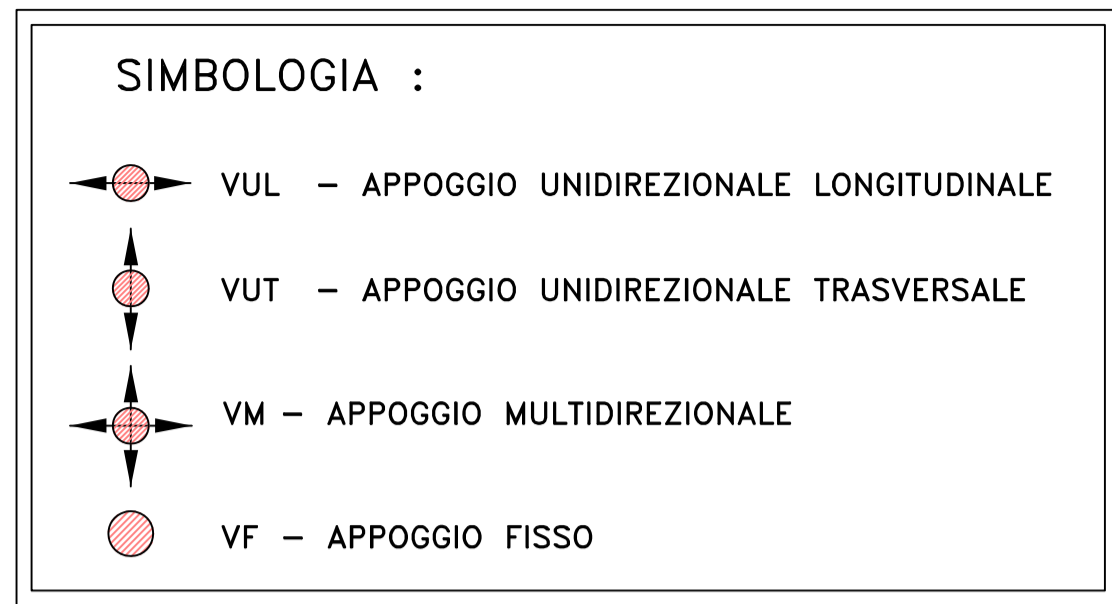 SIMBOLOGIA :
VUL – APPOGGIO UNIDIREZIONALE LONGITUDINALE
VUT – APPOGGIO UNIDIREZIONALE TRASVERSALE
VM – APPOGGIO MULTIDIREZIONALE
VF – APPOGGIO FISSO